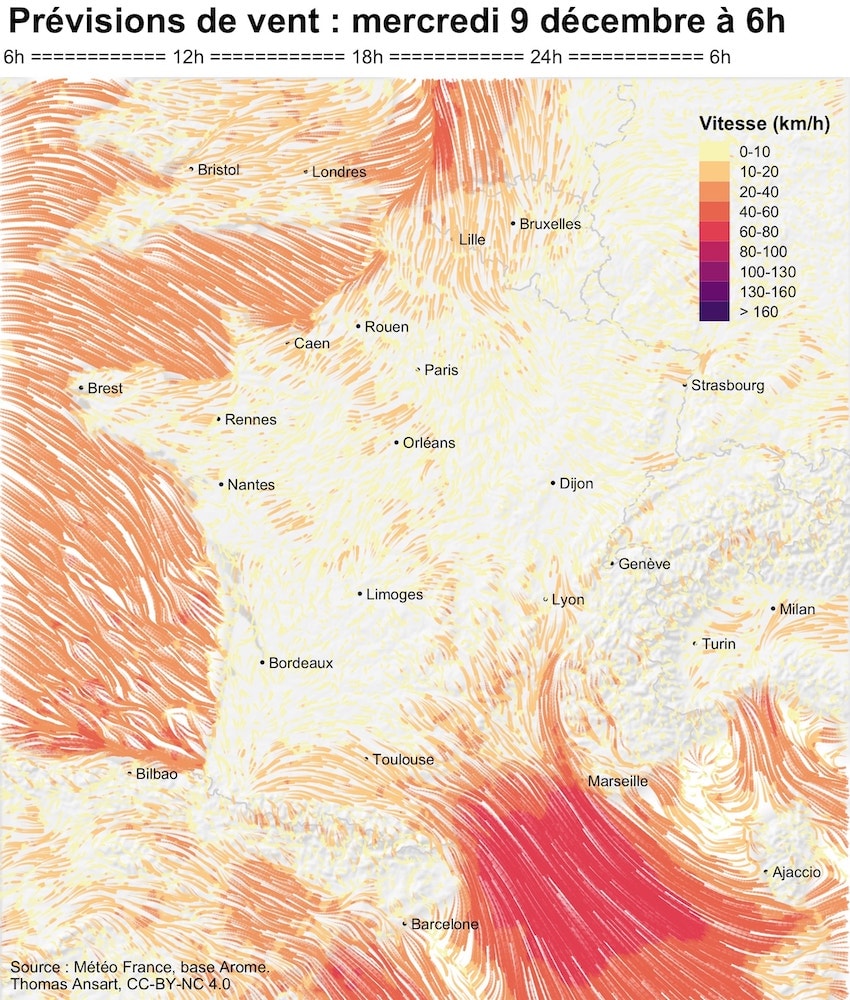 Prévisions de vent : mercredi 9 décembre à 6h
6h ============ 12h ============ 18h ============ 24h ============ 6h
Vitesse (km/h)
0-10
10-20
20-40
40-60
60-80
80-100
100-130
130-160
> 160
Bristol
Londres
Bruxelles
Lille
Rouen
Caen
Paris
Strasbourg
Brest
Rennes
Orléans
Nantes
Dijon
Genève
Limoges
Lyon
Milan
Turin
Bordeaux
Toulouse
Bilbao
Marseille
Ajaccio
Barcelone
Source : Météo France, base Arome.
Thomas Ansart, CC-BY-NC 4.0